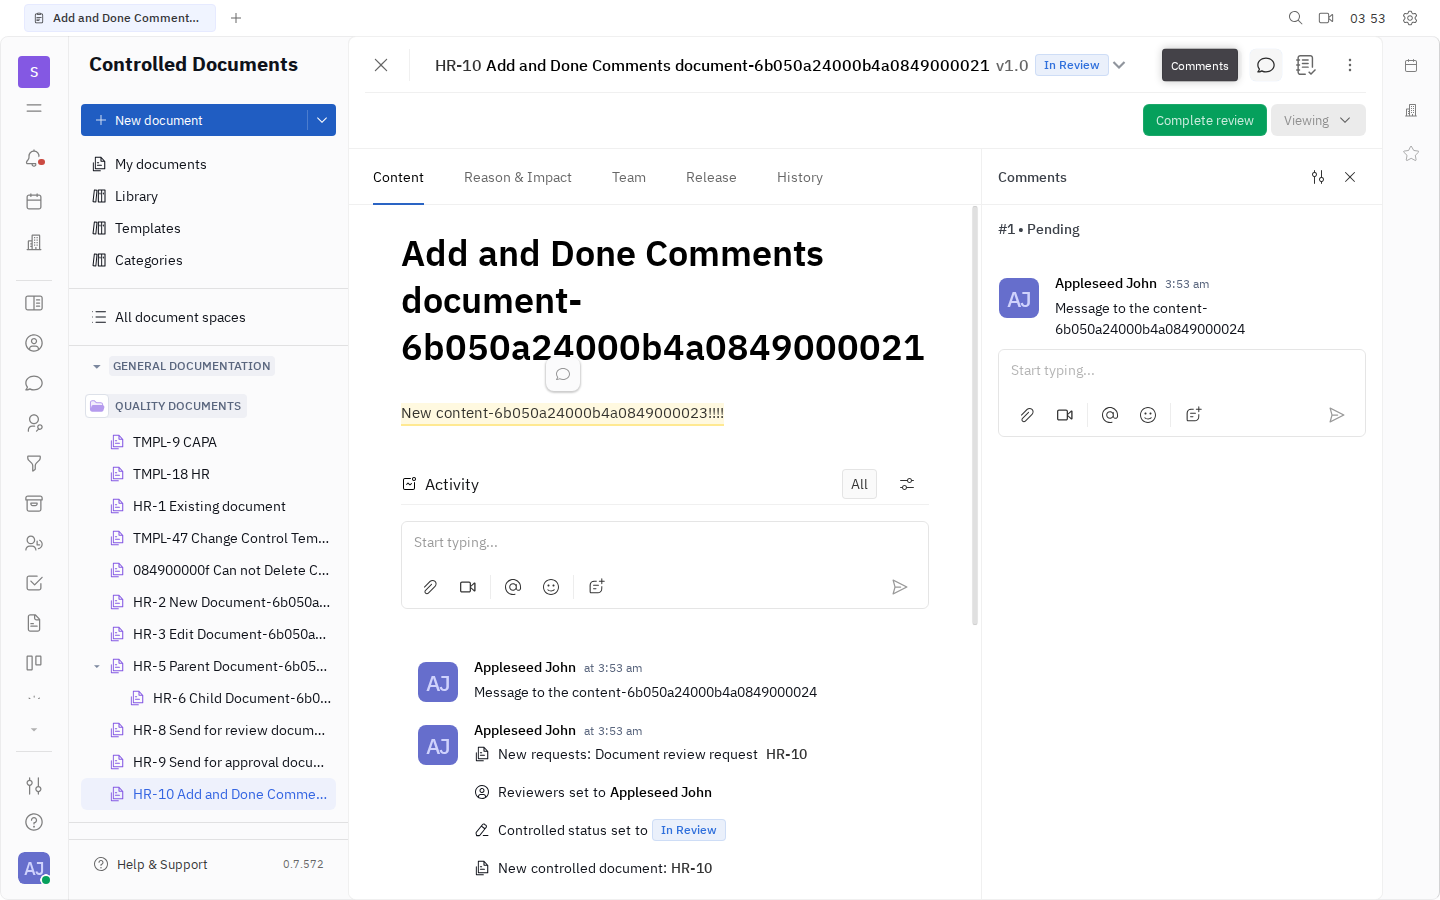 Add and Done Comment...
03 53
S
Controlled Documents
New document
My documents
Library
Templates
Categories
All document spaces
GENERAL DOCUMENTATION
QUALITY DOCUMENTS
TMPL-9 CAPA
TMPL-18 HR
HR-1 Existing document
TMPL-47 Change Control Tem...
084900000f Can not Delete C...
HR-2 New Document-6b050a...
HR-3 Edit Document-6b050a...
HR-5 Parent Document-6b05...
HR-6 Child Document-6b0...
HR-8 Send for review docum...
HR-9 Send for approval docu...
HR-10 Add and Done Comme...
Help & Support
0.7.572
AJ
HR-10 Add and Done Comments document-6b050a24000b4a0849000021 v1.0
In Review
Comments
Complete review
Viewing
Content
Reason & Impact
Team
Release
History
Add and Done Comments
document-
6b050a24000b4a0849000021
New content-6b050a24000b4a0849000023!!!!
Activity
All
Start typing...
AJ
Appleseed John at 3:53 am
Message to the content-6b050a24000b4a0849000024
AJ
Appleseed John at 3:53 am
New requests: Document review request HR-10
Reviewers set to Appleseed John
Controlled status set to In Review
New controlled document: HR-10
Comments
#1 • Pending
AJ
Appleseed John 3:53 am
Message to the content-
6b050a24000b4a0849000024
Start typing...